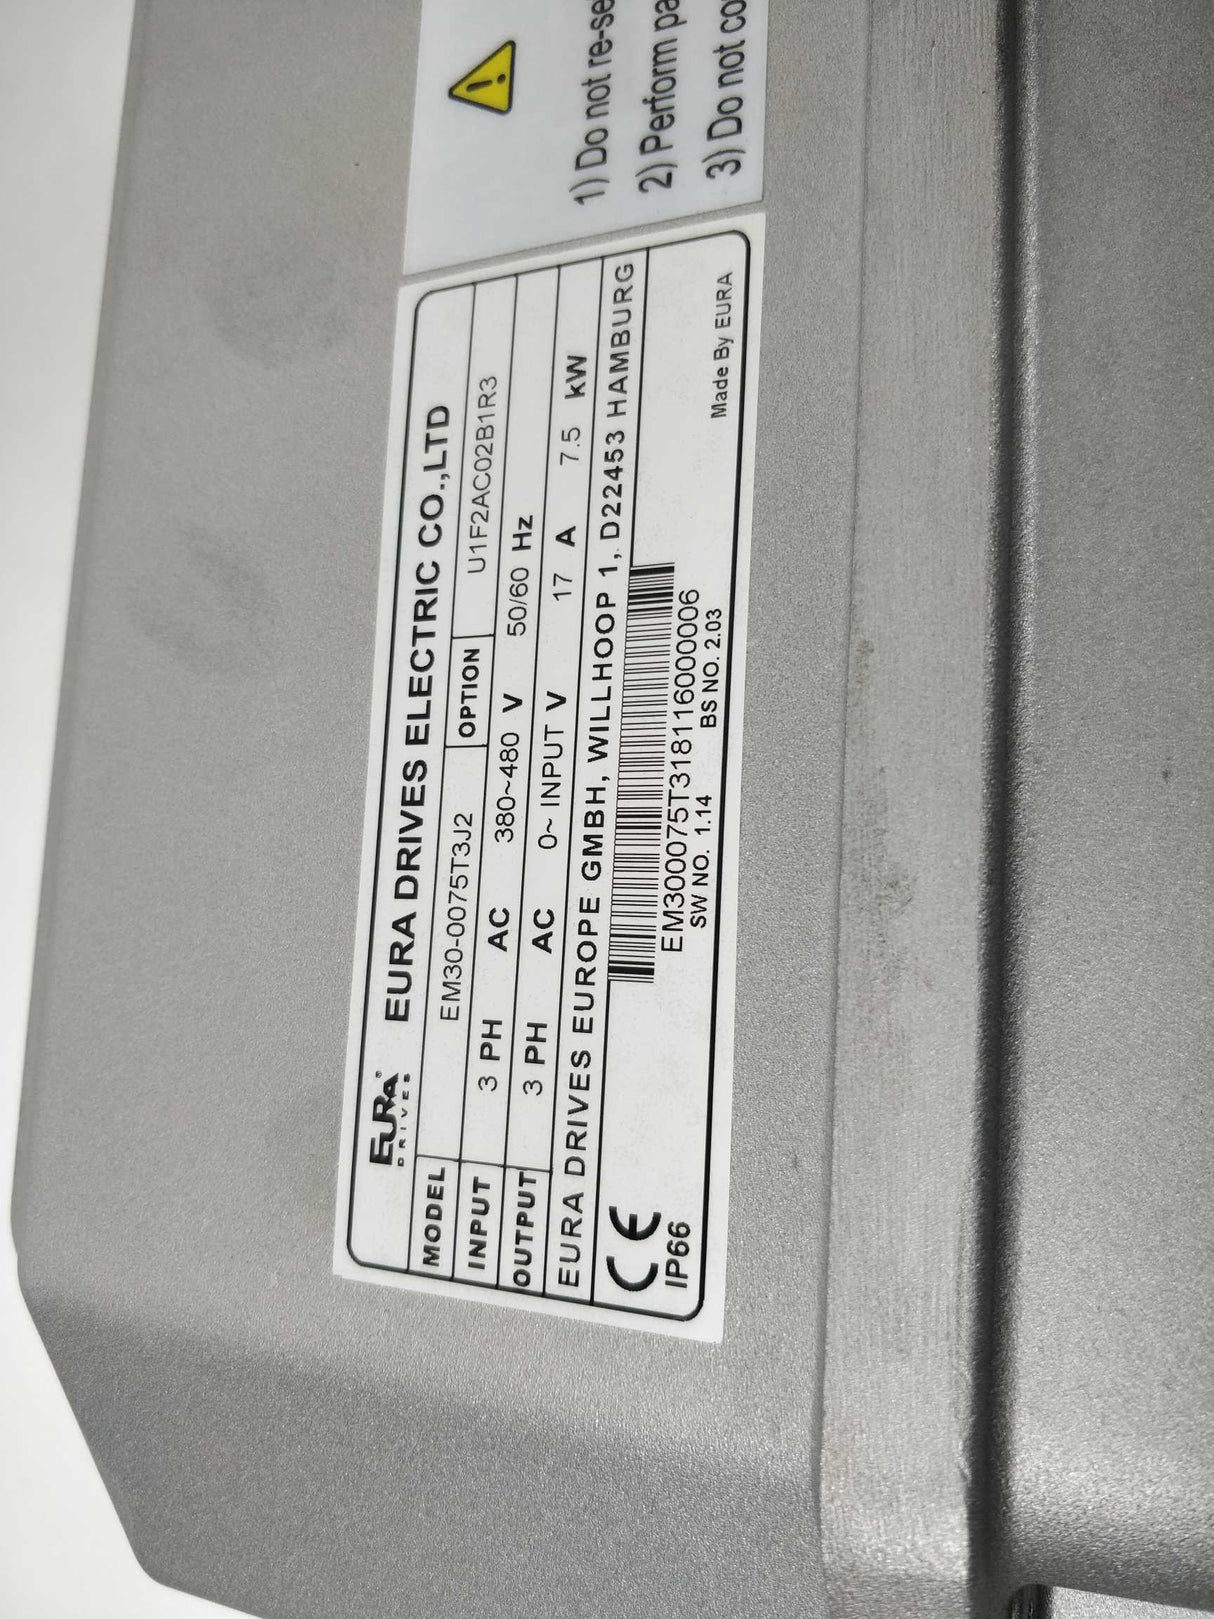 EURA® EURA DRIVES ELECTRIC CO.,LTD
DRIVES
MODEL EM30-0075T3J2 OPTION U1F2AC02B1R3
INPUT 3 PH AC 380~480 V 50/60 Hz
OUTPUT 3 PH AC 0~ INPUT V 17 A 7.5 kW
EURA DRIVES EUROPE GMBH, WILLHOOP 1, D22453 HAMBURG
CE
IP66
EM300075T318116000006
SW NO. 1.14 BS NO. 2.03
Made By EURA
1) Do not re-se
2) Perform pa
3) Do not co